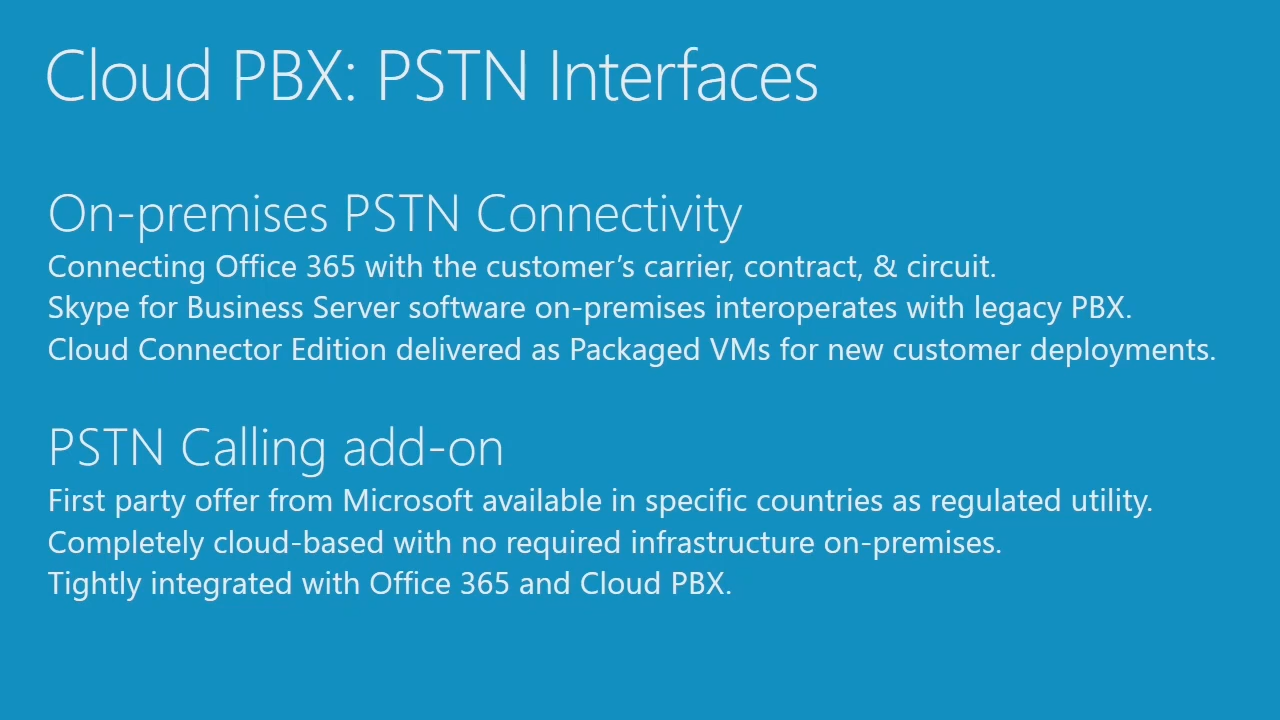 Cloud PBX: PSTN Interfaces
On-premises PSTN Connectivity
Connecting Office 365 with the customer’s carrier, contract, & circuit.
Skype for Business Server software on-premises interoperates with legacy PBX.
Cloud Connector Edition delivered as Packaged VMs for new customer deployments.
PSTN Calling add-on
First party offer from Microsoft available in specific countries as regulated utility.
Completely cloud-based with no required infrastructure on-premises.
Tightly integrated with Office 365 and Cloud PBX.